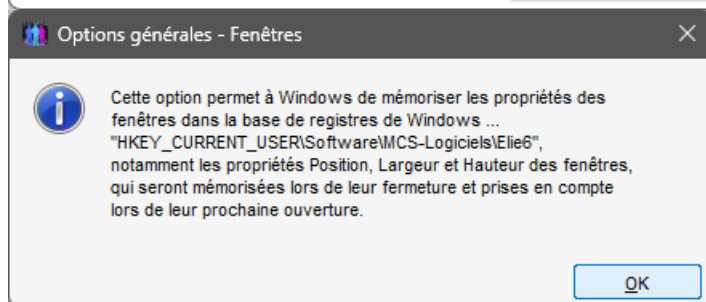 Options générales - Fenêtres
Cette option permet à Windows de mémoriser les propriétés des
fenêtres dans la base de registres de Windows ...
"HKEY_CURRENT_USER\Software\MCS-Logiciels\Elie6",
notamment les propriétés Position, Largeur et Hauteur des fenêtres,
qui seront mémorisées lors de leur fermeture et prises en compte
lors de leur prochaine ouverture.
OK